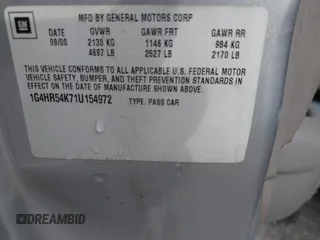 GM
MFD BY GENERAL MOTORS CORP
DATE GVWR GAWR FRT GAWR RR
09/00 2130 KG 1146 KG 984 KG
4697 LB 2527 LB 2170 LB
THIS VEHICLE CONFORMS TO ALL APPLICABLE U.S. FEDERAL MOTOR
VEHICLE SAFETY, BUMPER, AND THEFT PREVENTION STANDARDS IN
EFFECT ON THE DATE OF MANUFACTURE SHOWN ABOVE.
1G4HR54K71U154972 TYPE: PASS CAR
DREAMBID